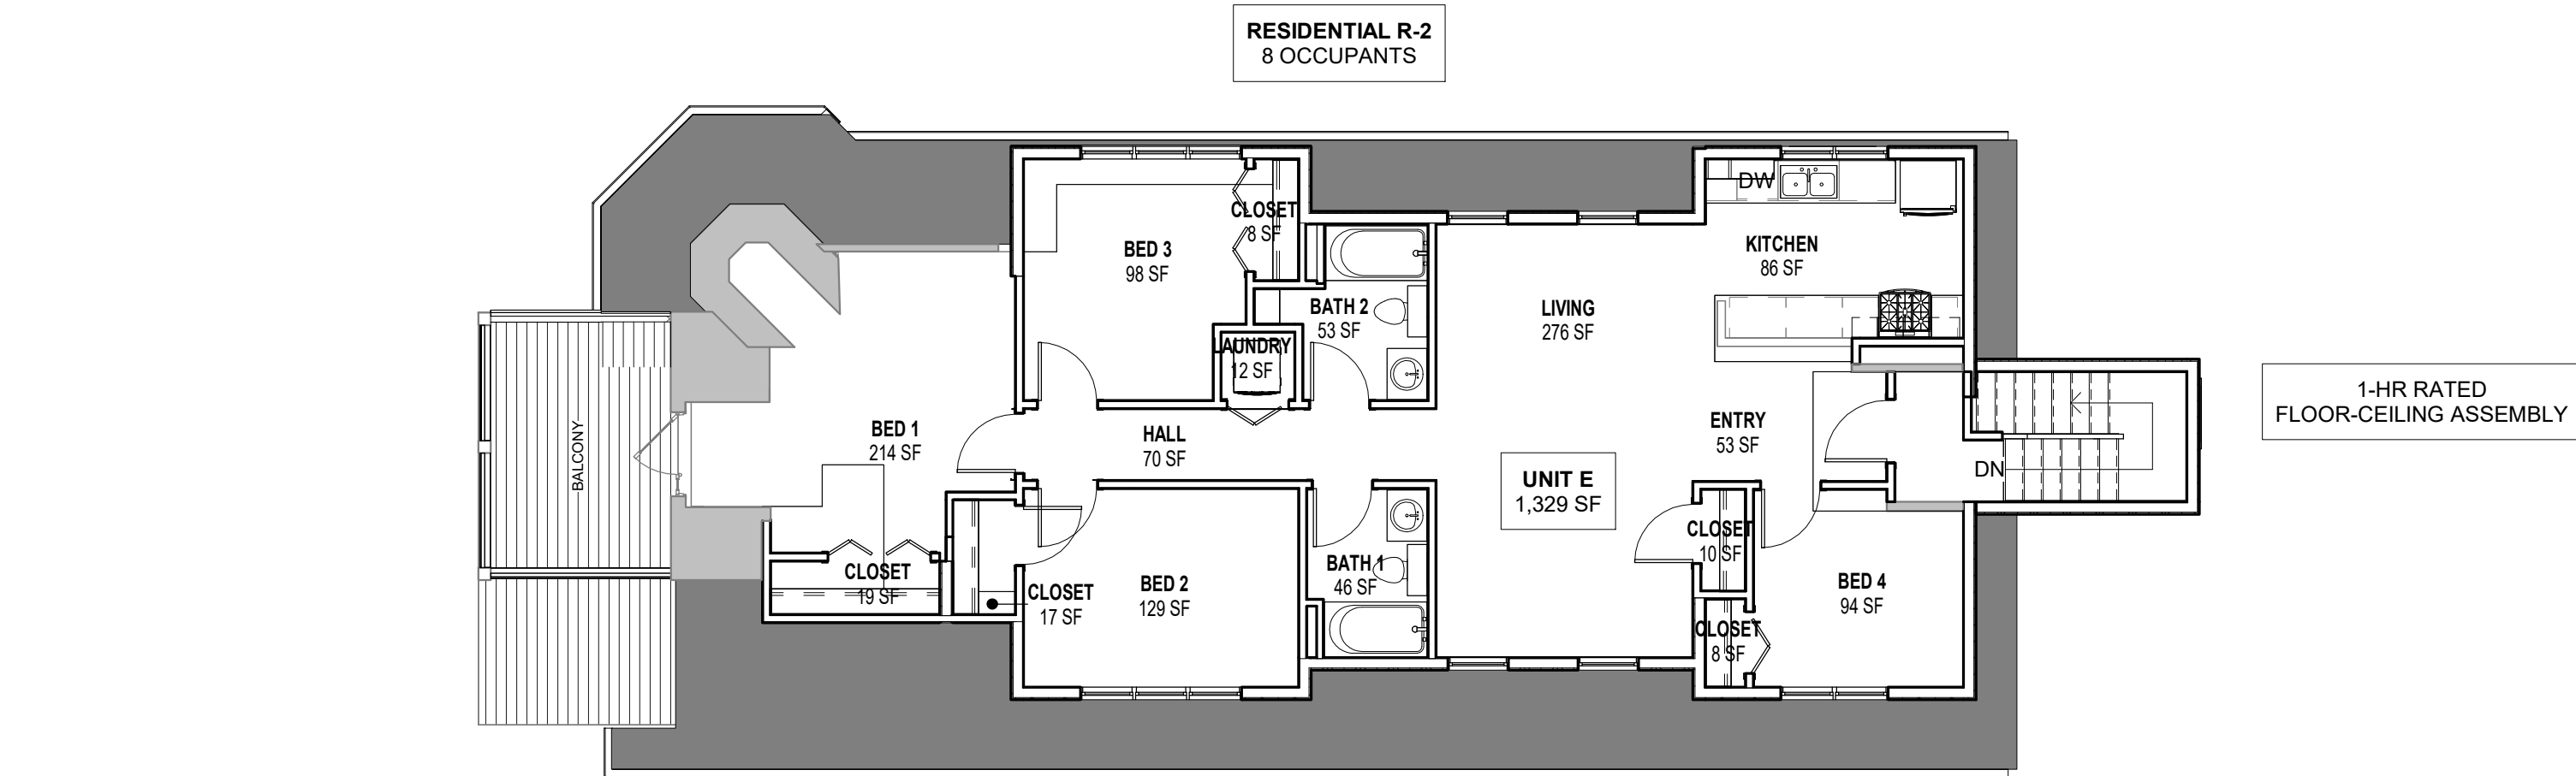 RESIDENTIAL R-2
8 OCCUPANTS
DW
CLOSET
8 SF
BED 3
98 SF
KITCHEN
86 SF
BATH 2
53 SF
LIVING
276 SF
LAUNDRY
12 SF
1-HR RATED
FLOOR-CEILING ASSEMBLY
BALCONY
BED 1
214 SF
HALL
70 SF
ENTRY
53 SF
DN
UNIT E
1,329 SF
CLOSET
10 SF
CLOSET
19 SF
CLOSET
17 SF
BED 2
129 SF
BATH 1
46 SF
BED 4
94 SF
CLOSET
8 SF